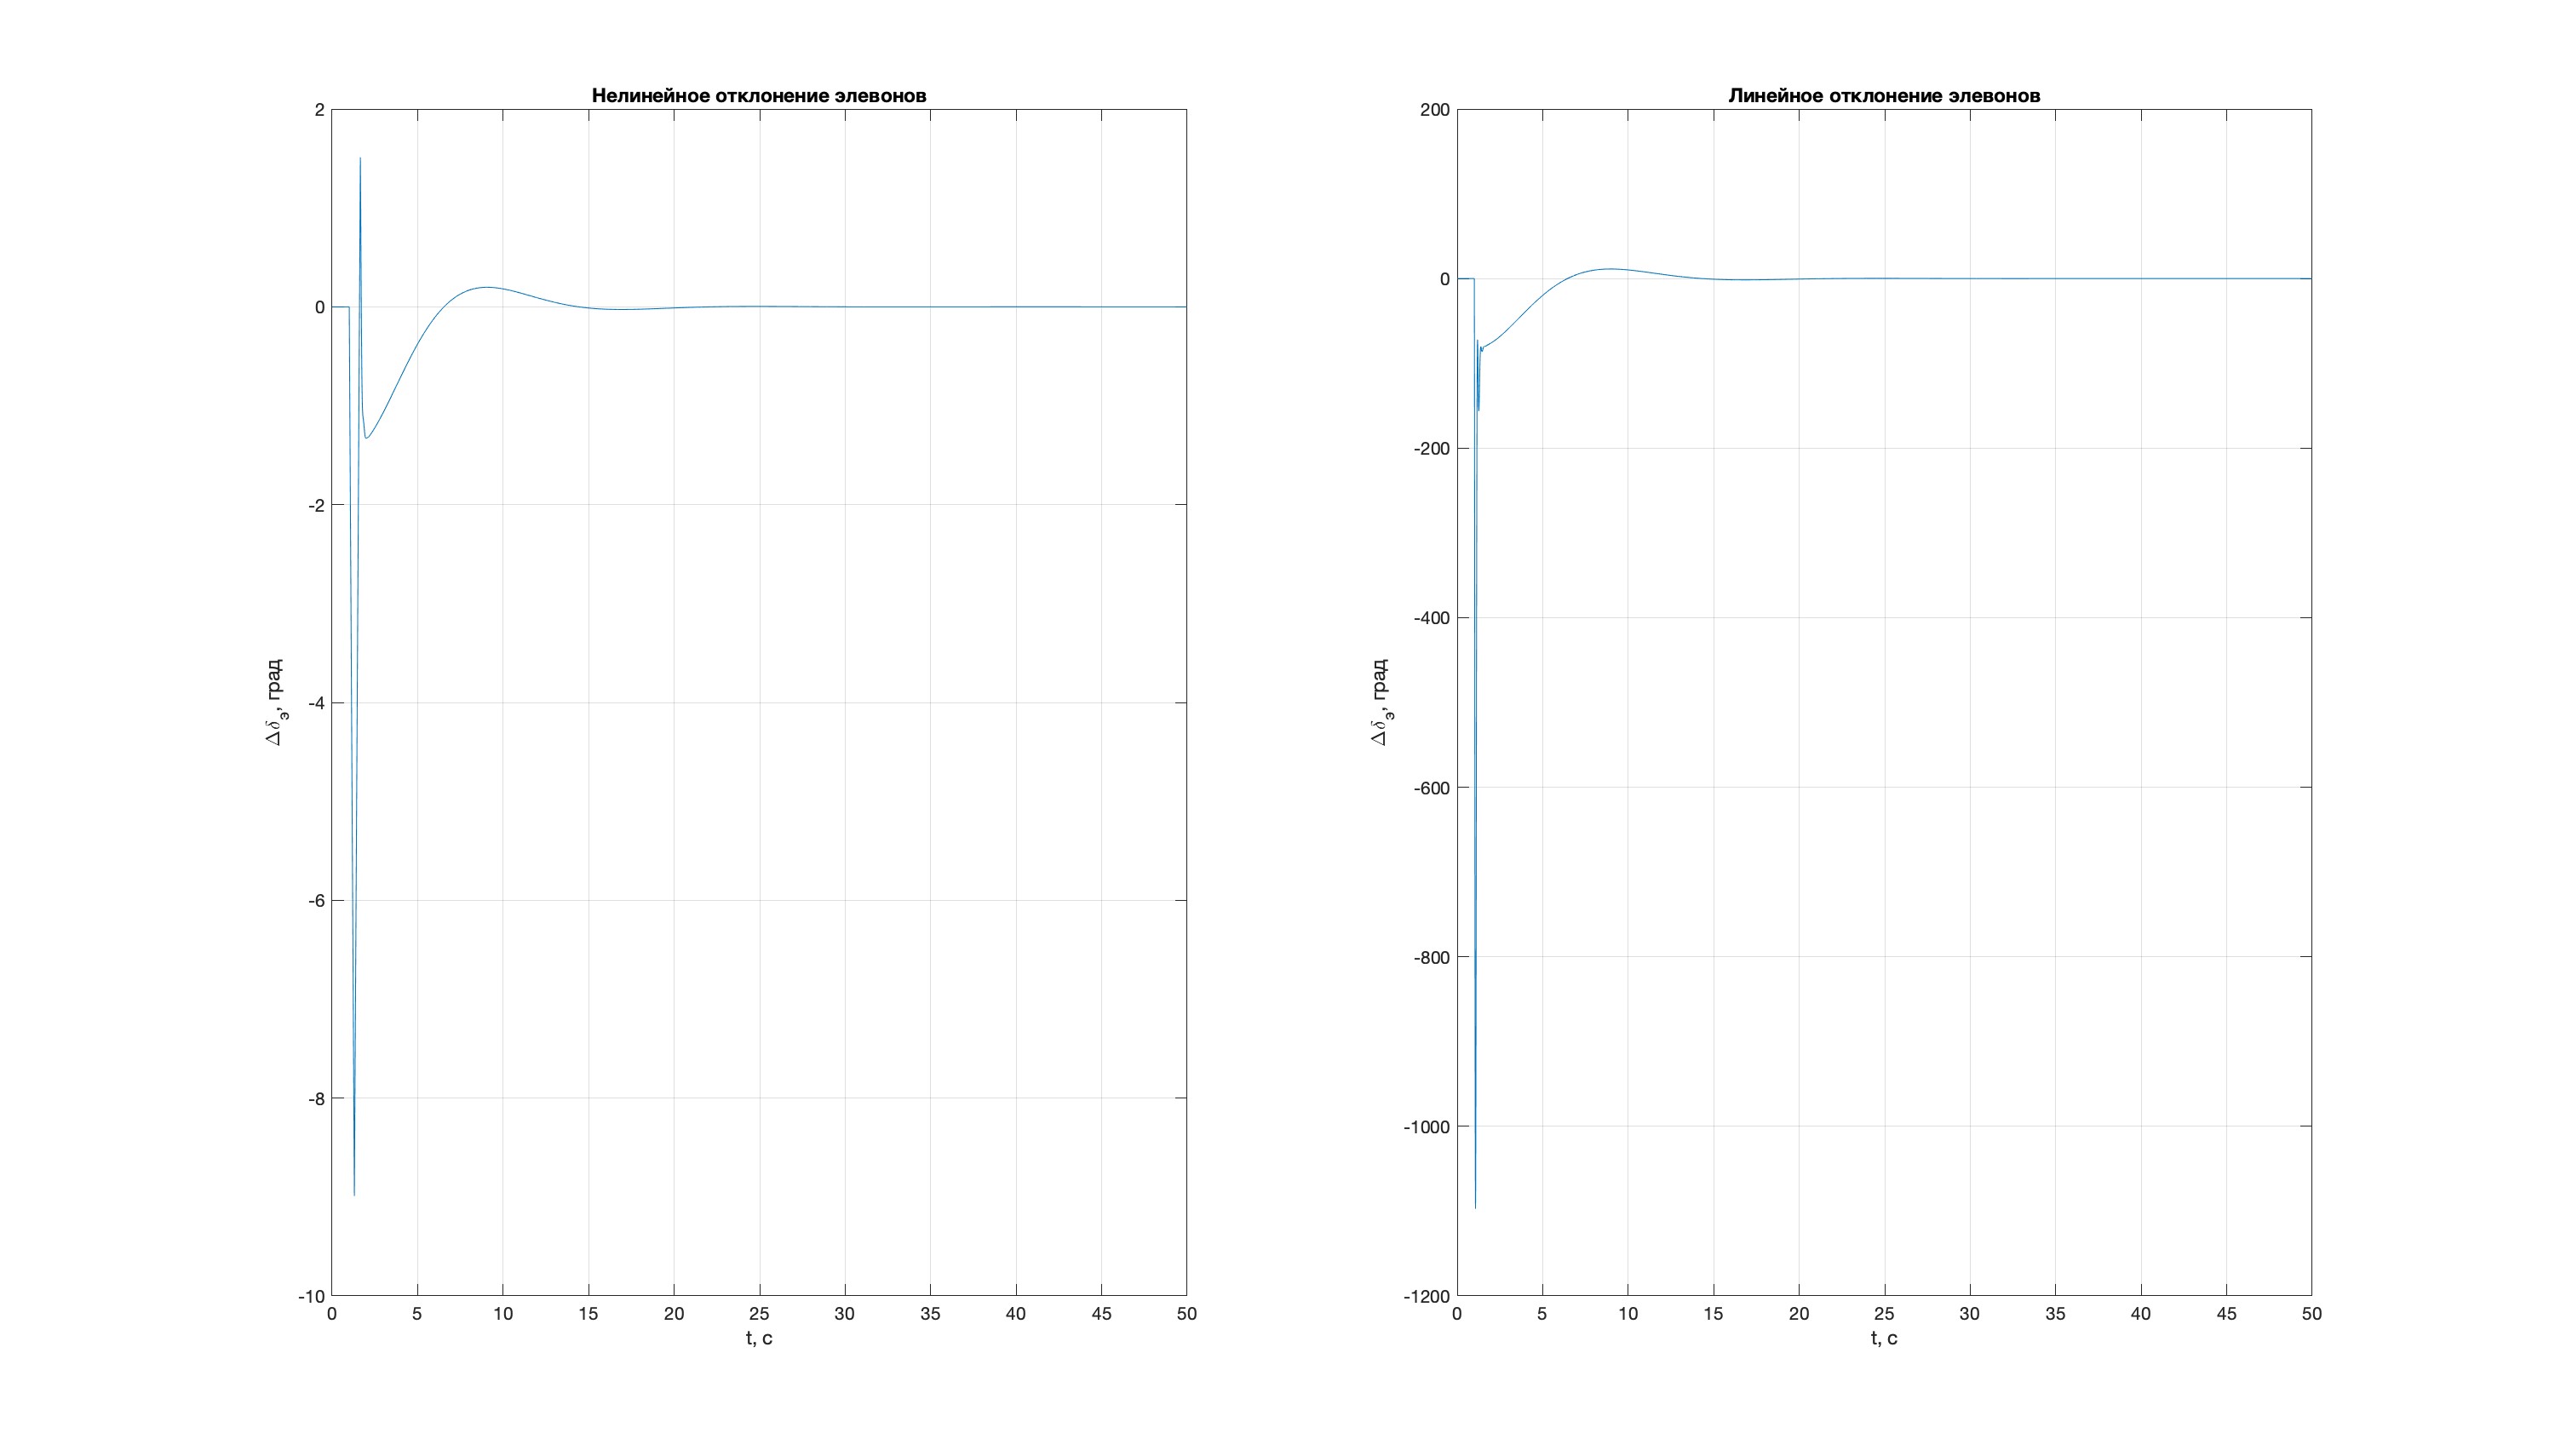 Нелинейное отклонение элевонов
2
0
-2
-4
-6
-8
-10
0 5 10 15 20 25 30 35 40 45 50
t, c
Δδэ, град
Линейное отклонение элевонов
200
0
-200
-400
-600
-800
-1000
-1200
0 5 10 15 20 25 30 35 40 45 50
t, c
Δδэ, град